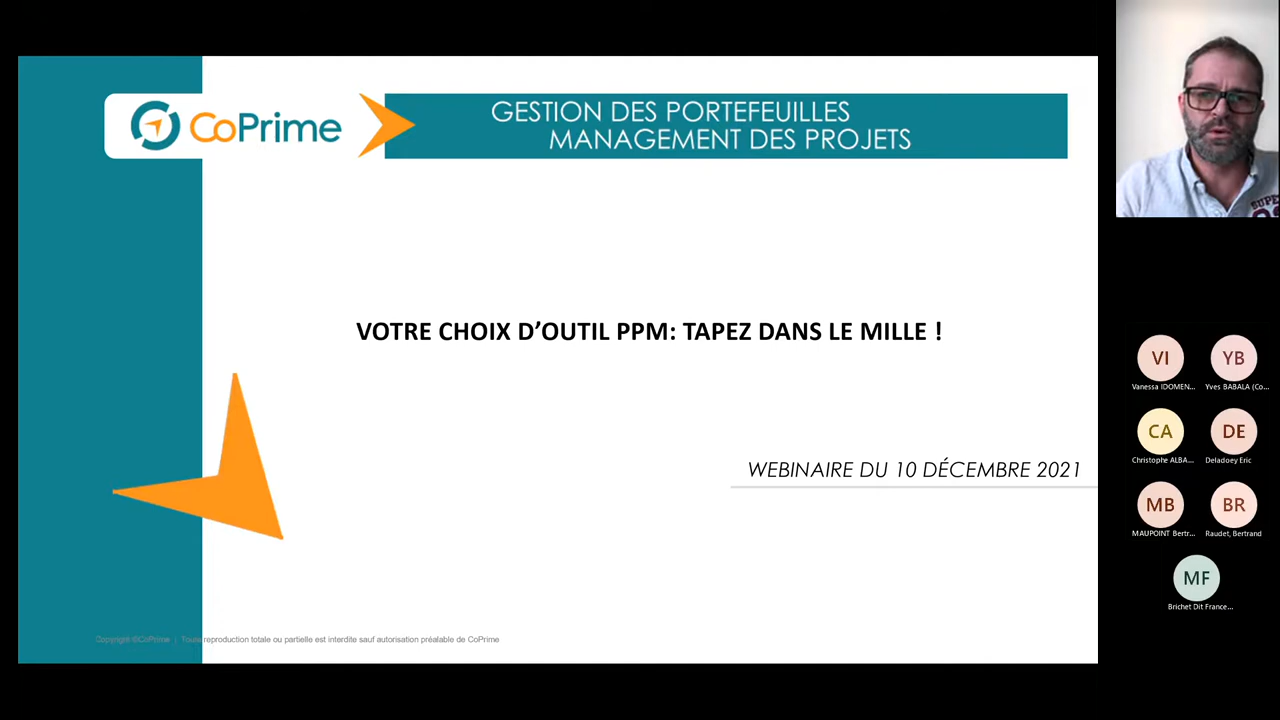 CoPrime
GESTION DES PORTEFEUILLES
MANAGEMENT DES PROJETS
VOTRE CHOIX D’OUTIL PPM: TAPEZ DANS LE MILLE !
WEBINAIRE DU 10 DÉCEMBRE 2021
Copyright ©CoPrime | Toute reproduction totale ou partielle est interdite sauf autorisation préalable de CoPrime
SUPE
VI
YB
Vanessa IDOMEN...
Yves BABALA (Co...
CA
DE
Christophe ALBA...
Deladoey Eric
MB
BR
MAUPOINT Bertr...
Raudet, Bertrand
MF
Brichet Dit France...